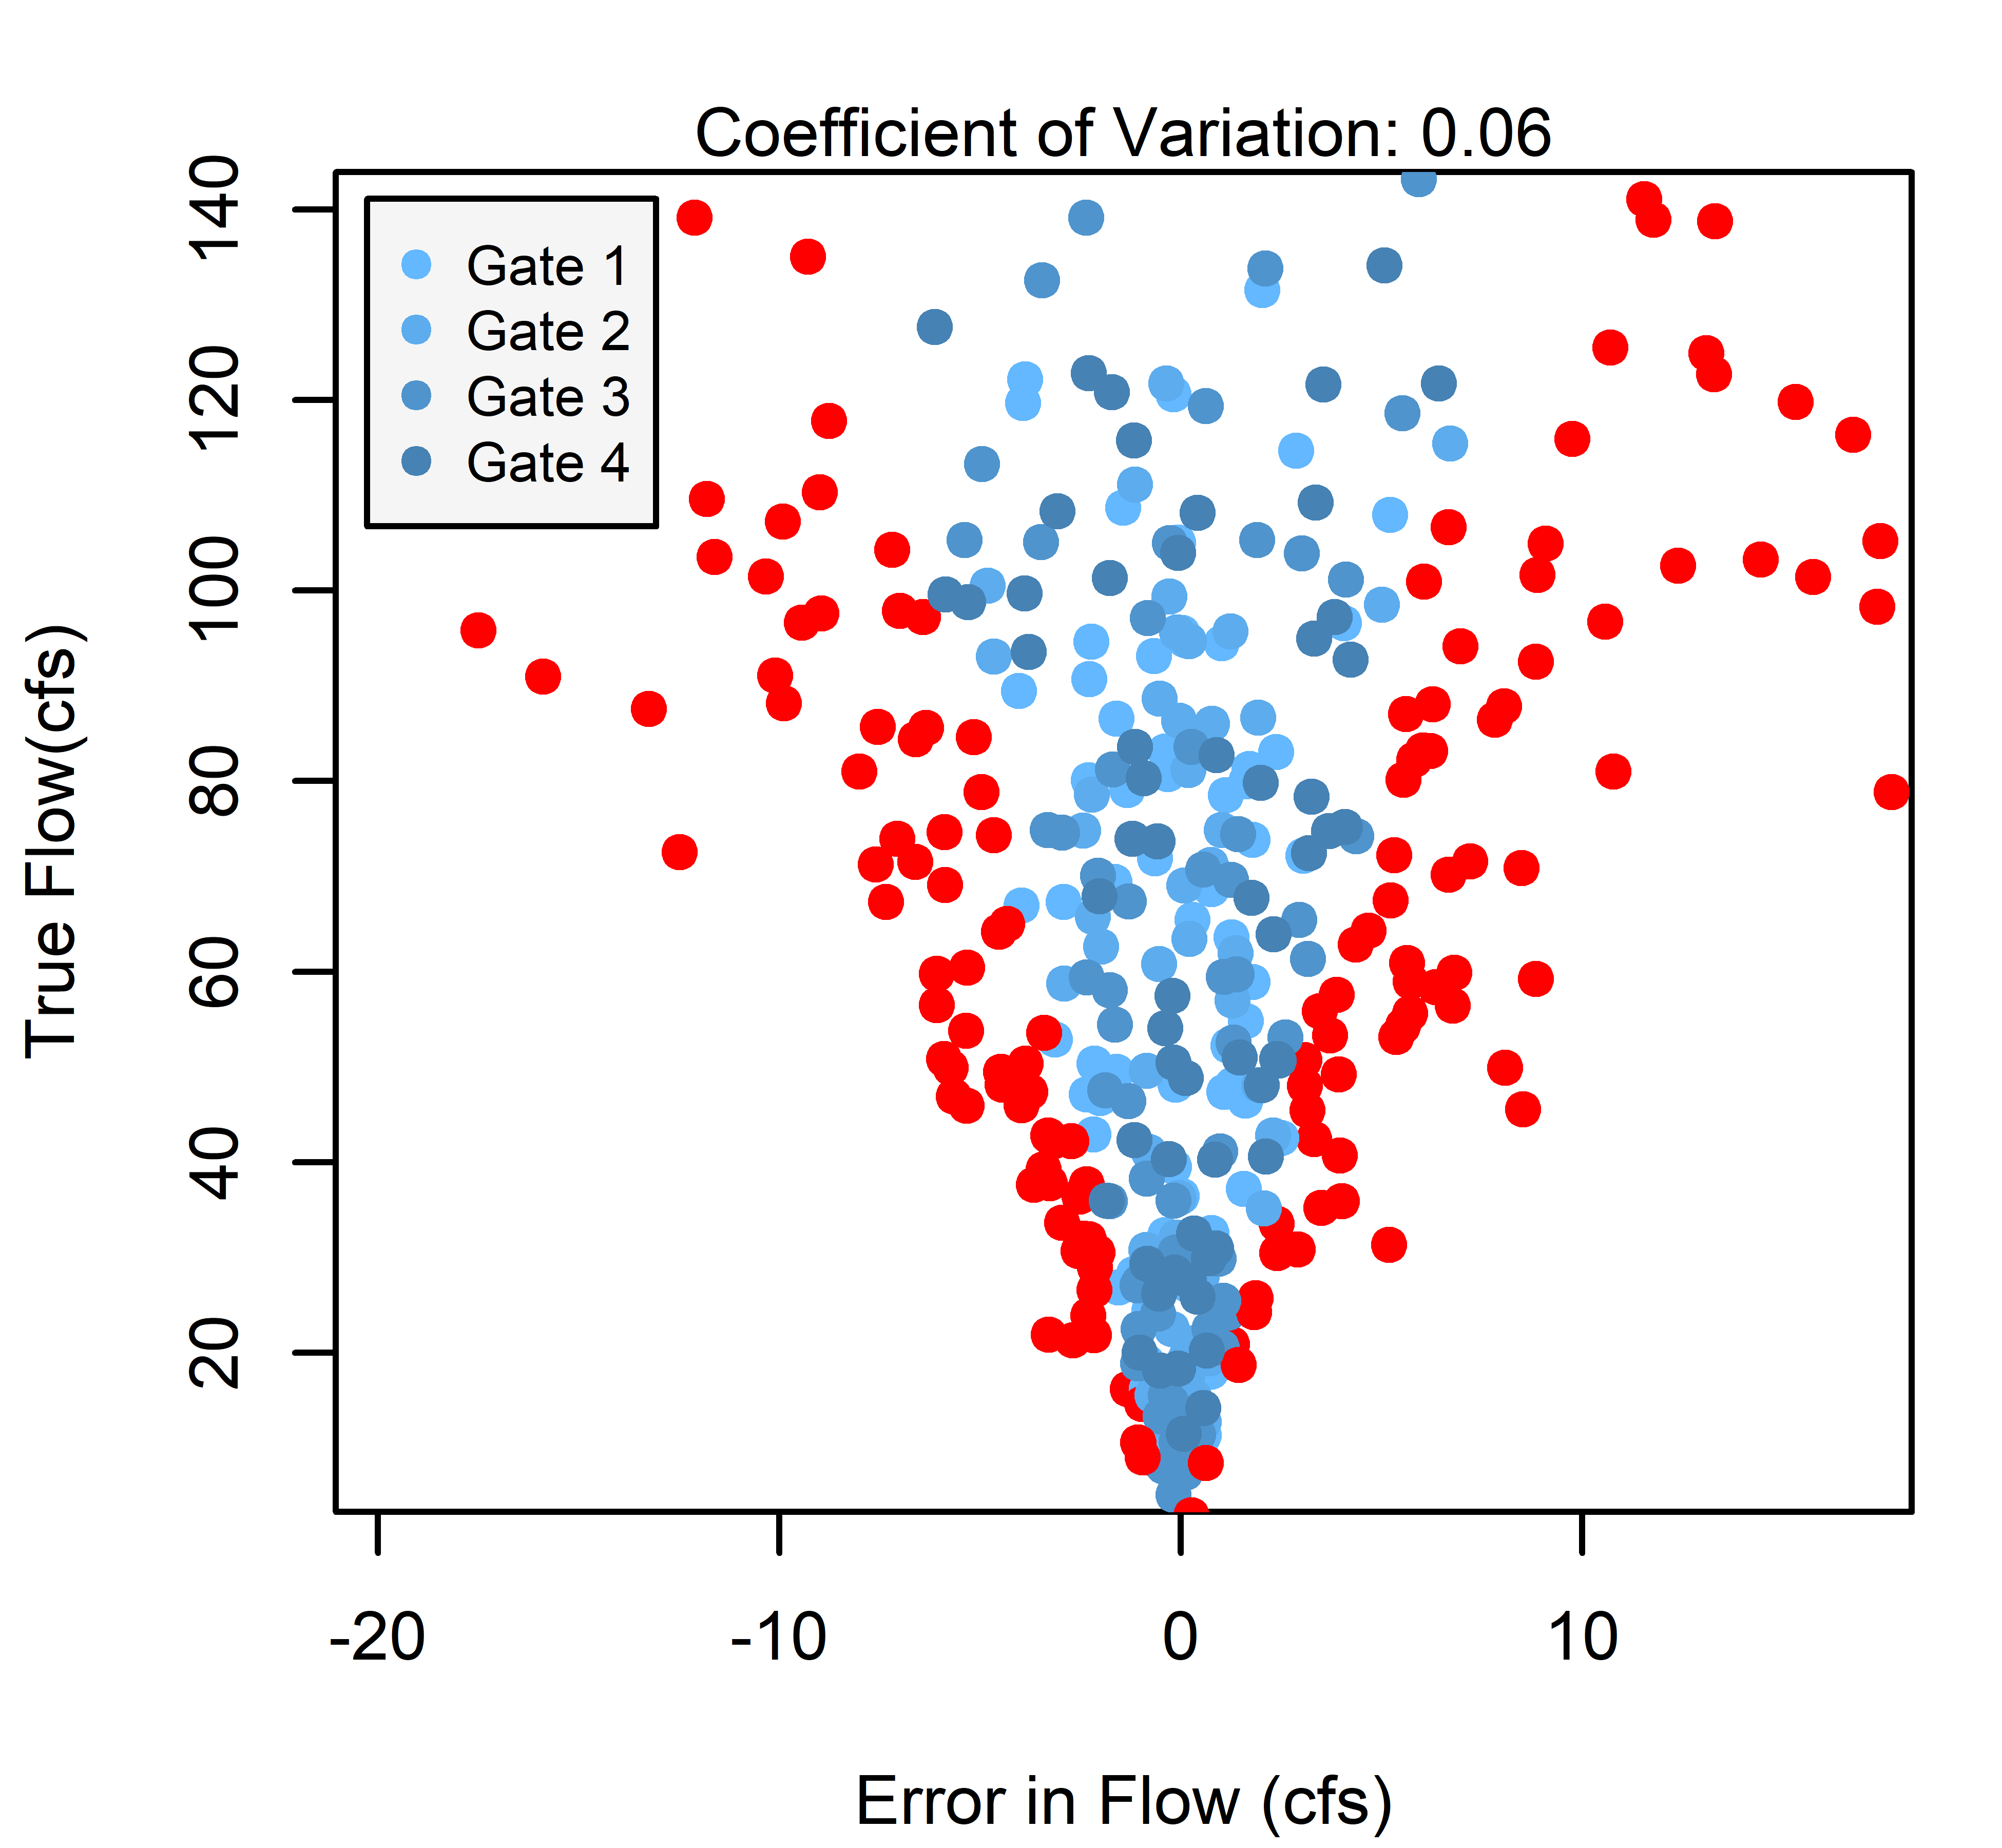 Coefficient of Variation: 0.06
140
120
100
80
60
40
20
True Flow(cfs)
Gate 1
Gate 2
Gate 3
Gate 4
-20 -10 0 10
Error in Flow (cfs)